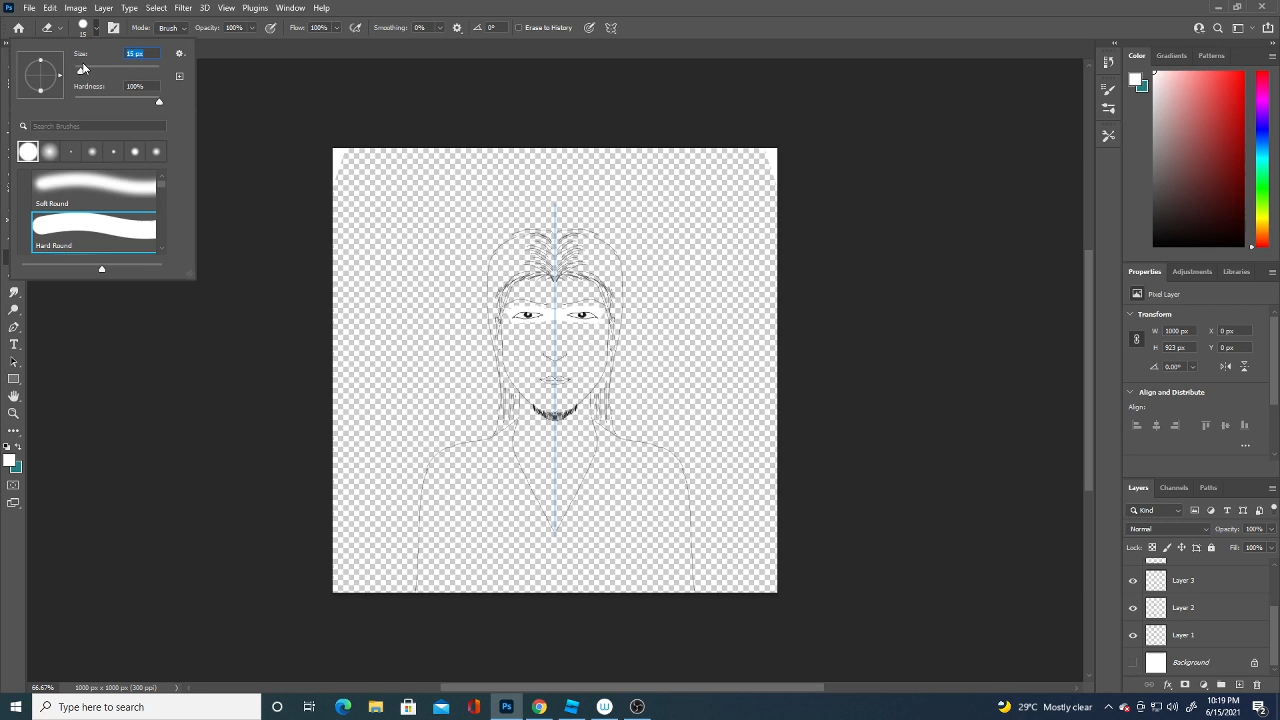 Ps File Edit Image Layer Type Select Filter 3D View Plugins Window Help
15 Mode: Brush Opacity: 100% Flow: 100% Smoothing: 0% 0° Erase to History
Size: 15 px
Hardness: 100%
Search Brushes
Soft Round
Hard Round
Color Gradients Patterns
Properties Adjustments Libraries
Pixel Layer
Transform
W 1000 px X 0 px
H 923 px Y 0 px
0.00°
Align and Distribute
Align:
Layers Channels Paths
Kind
Normal Opacity: 100%
Lock: Fill: 100%
Layer 3
Layer 2
Layer 1
Background
66.67% 1000 px x 1000 px (300 ppi)
Type here to search
Ps
29°C Mostly clear
10:19 PM
6/15/2021
2